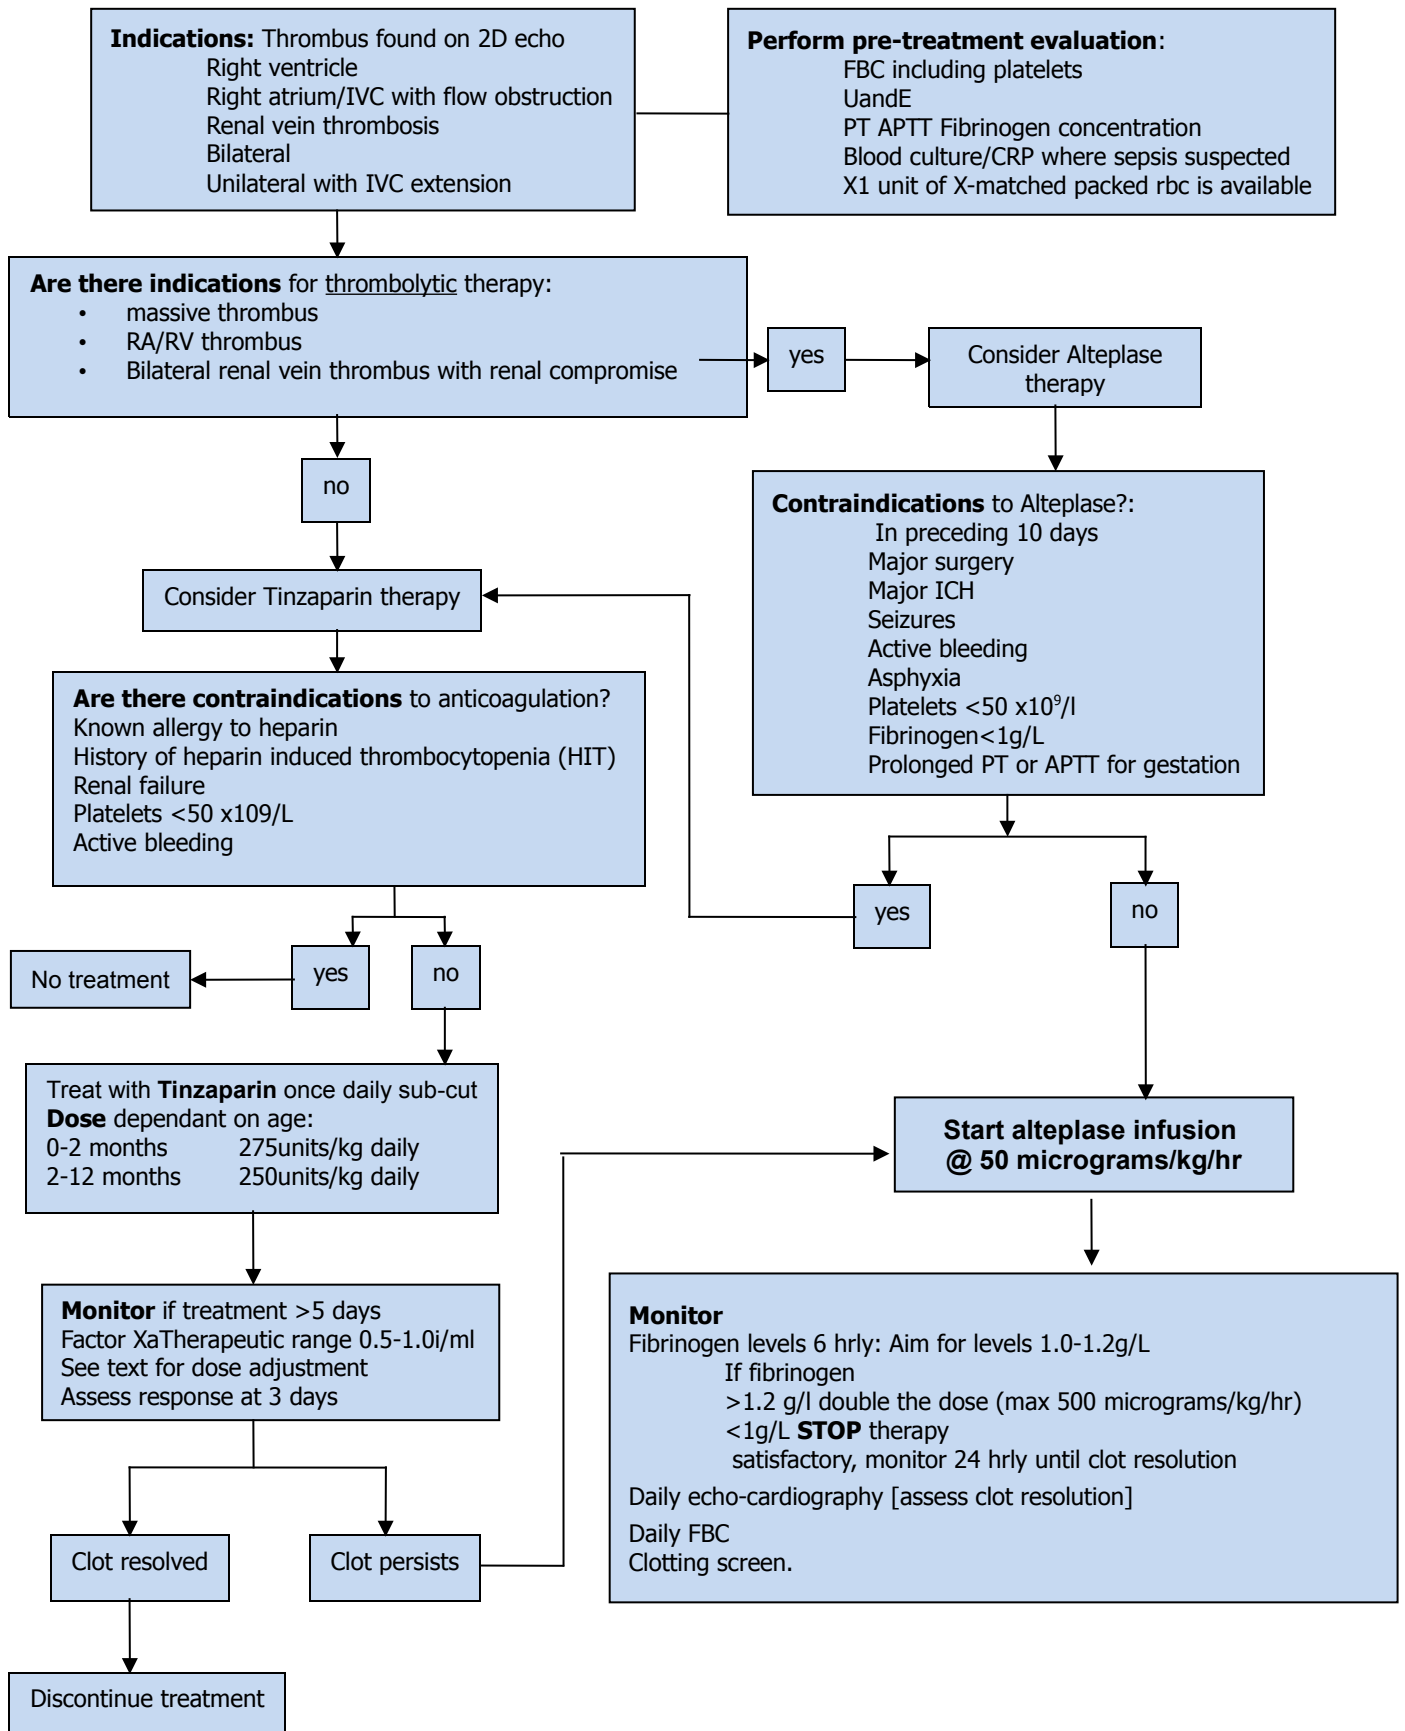 Indications: Thrombus found on 2D echo
Right ventricle
Right atrium/IVC with flow obstruction
Renal vein thrombosis
Bilateral
Unilateral with IVC extension
Perform pre-treatment evaluation:
FBC including platelets
UandE
PT APTT Fibrinogen concentration
Blood culture/CRP where sepsis suspected
X1 unit of X-matched packed rbc is available
Are there indications for thrombolytic therapy:
• massive thrombus
• RA/RV thrombus
• Bilateral renal vein thrombus with renal compromise
yes
Consider Alteplase
therapy
no
Contraindications to Alteplase?:
In preceding 10 days
Major surgery
Major ICH
Seizures
Active bleeding
Asphyxia
Platelets <50 x10⁹/l
Fibrinogen<1g/L
Prolonged PT or APTT for gestation
Consider Tinzaparin therapy
Are there contraindications to anticoagulation?
Known allergy to heparin
History of heparin induced thrombocytopenia (HIT)
Renal failure
Platelets <50 x109/L
Active bleeding
yes
no
No treatment
yes
no
Treat with Tinzaparin once daily sub-cut
Dose dependant on age:
0-2 months 275units/kg daily
2-12 months 250units/kg daily
Start alteplase infusion
@ 50 micrograms/kg/hr
Monitor if treatment >5 days
Factor XaTherapeutic range 0.5-1.0i/ml
See text for dose adjustment
Assess response at 3 days
Monitor
Fibrinogen levels 6 hrly: Aim for levels 1.0-1.2g/L
If fibrinogen
>1.2 g/l double the dose (max 500 micrograms/kg/hr)
<1g/L STOP therapy
satisfactory, monitor 24 hrly until clot resolution
Daily echo-cardiography [assess clot resolution]
Daily FBC
Clotting screen.
Clot resolved
Clot persists
Discontinue treatment